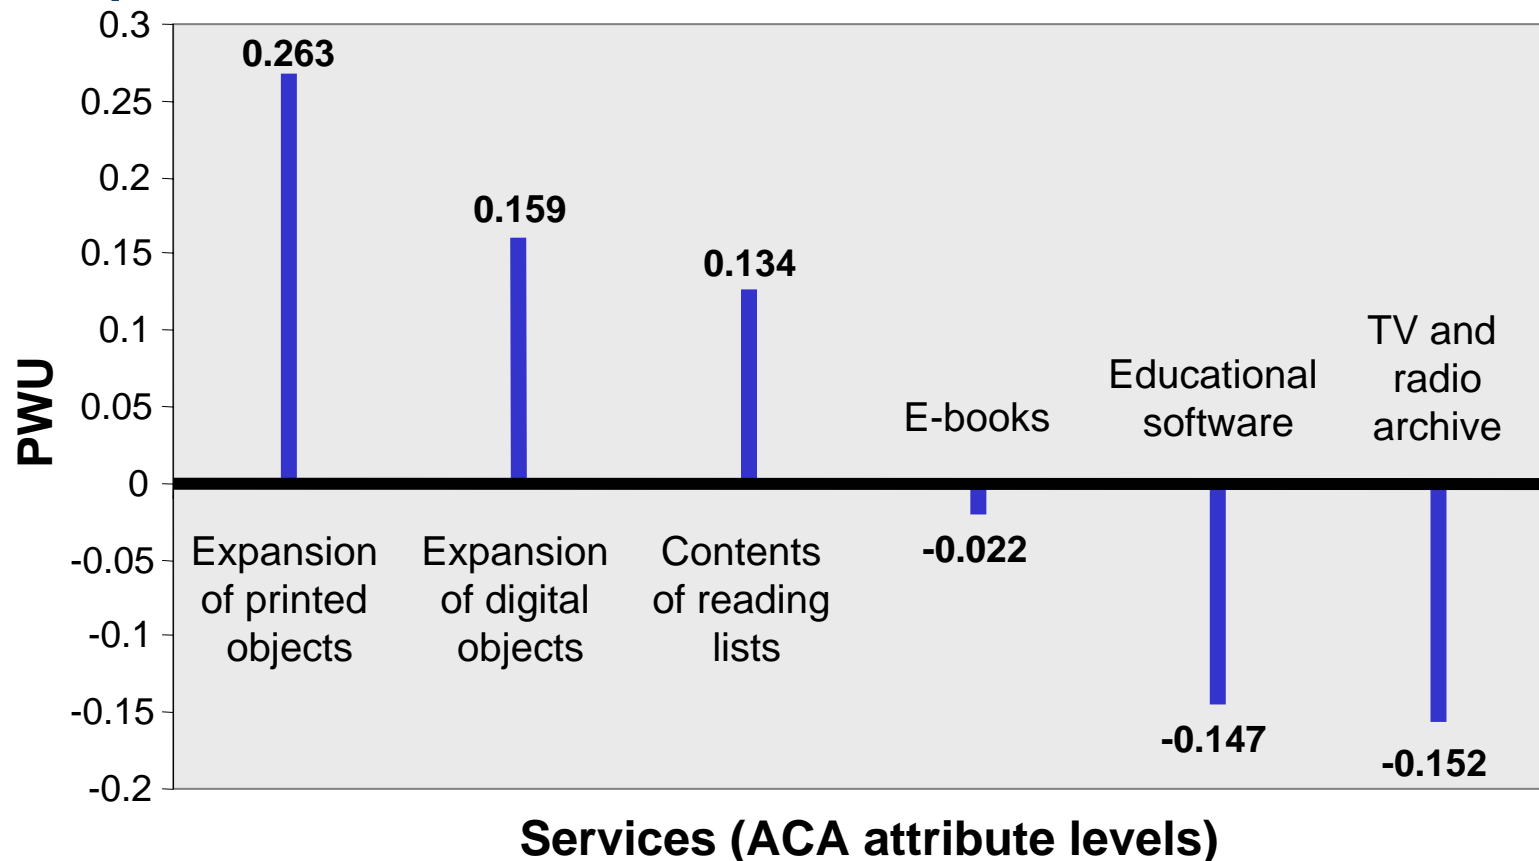 0.3
0.25
0.2
0.15
0.1
0.05
0
-0.05
-0.1
-0.15
-0.2
PWU
0.263
0.159
0.134
-0.022
-0.147
-0.152
Expansion
of printed
objects
Expansion
of digital
objects
Contents
of reading
lists
E-books
Educational
software
TV and
radio
archive
Services (ACA attribute levels)